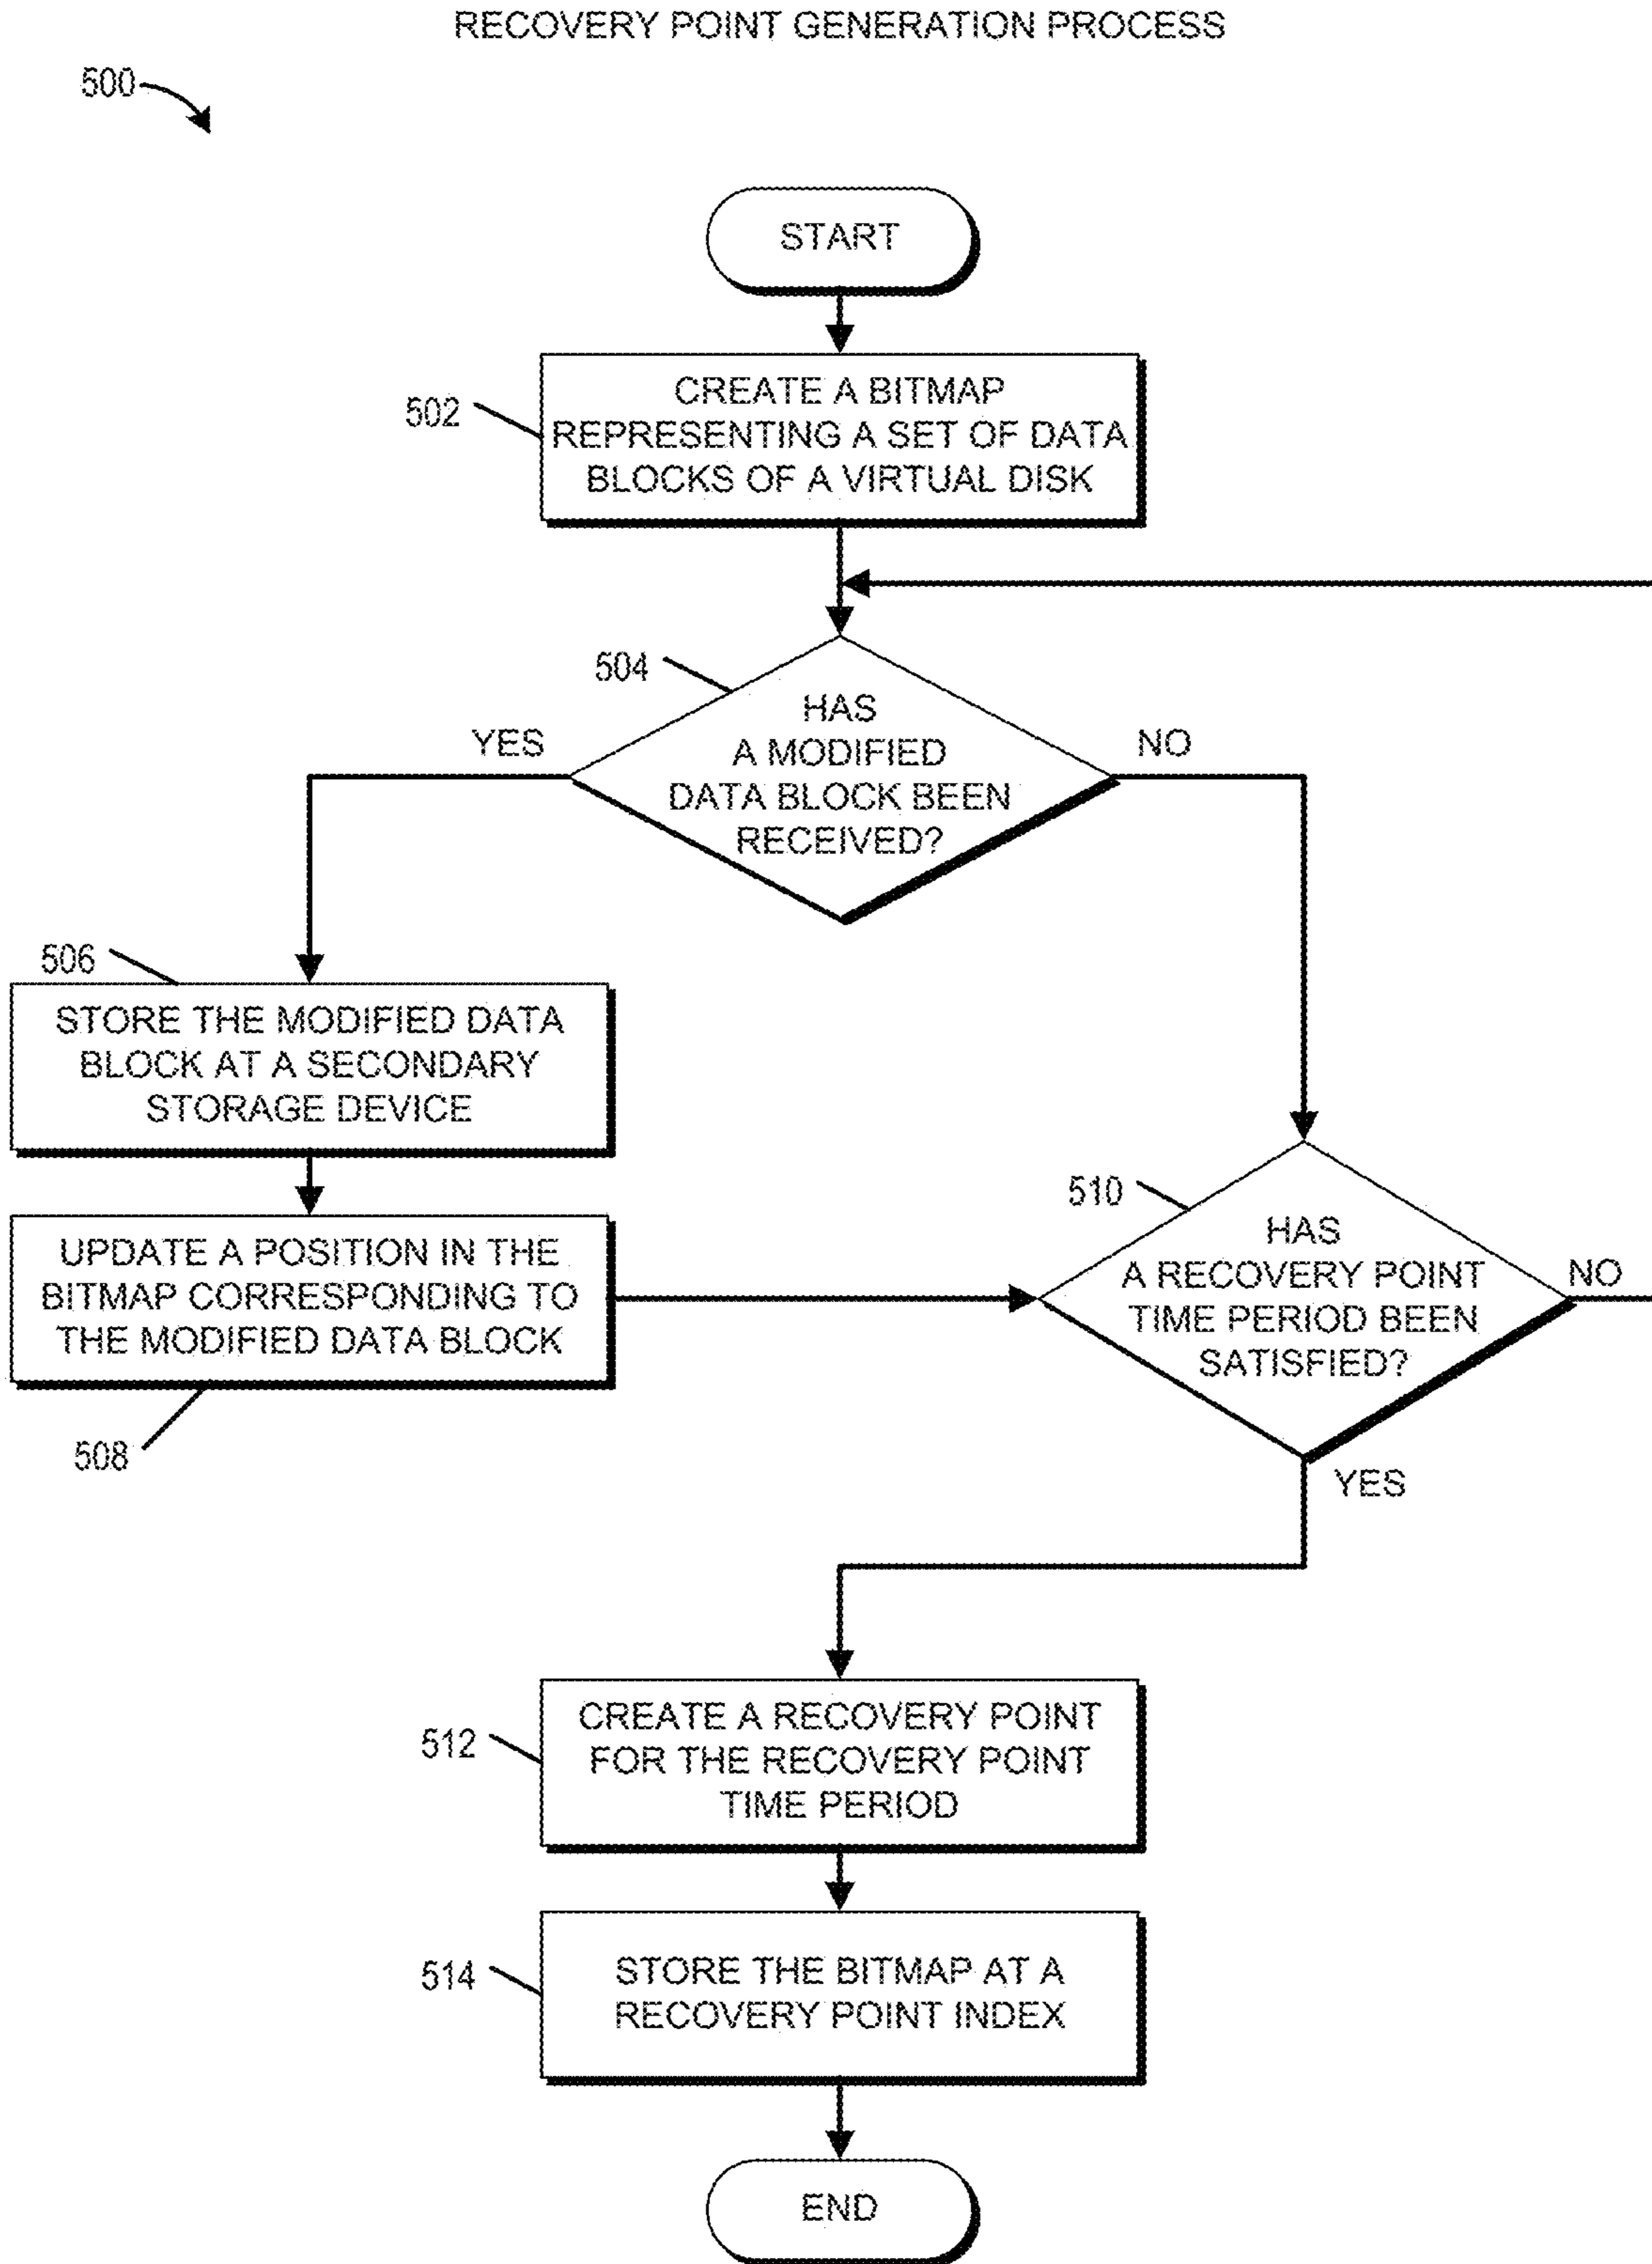 RECOVERY POINT GENERATION PROCESS
500
START
502
CREATE A BITMAP
REPRESENTING A SET OF DATA
BLOCKS OF A VIRTUAL DISK
504
HAS
A MODIFIED
DATA BLOCK BEEN
RECEIVED?
YES
NO
506
STORE THE MODIFIED DATA
BLOCK AT A SECONDARY
STORAGE DEVICE
508
UPDATE A POSITION IN THE
BITMAP CORRESPONDING TO
THE MODIFIED DATA BLOCK
510
HAS
A RECOVERY POINT
TIME PERIOD BEEN
SATISFIED?
NO
YES
512
CREATE A RECOVERY POINT
FOR THE RECOVERY POINT
TIME PERIOD
514
STORE THE BITMAP AT A
RECOVERY POINT INDEX
END